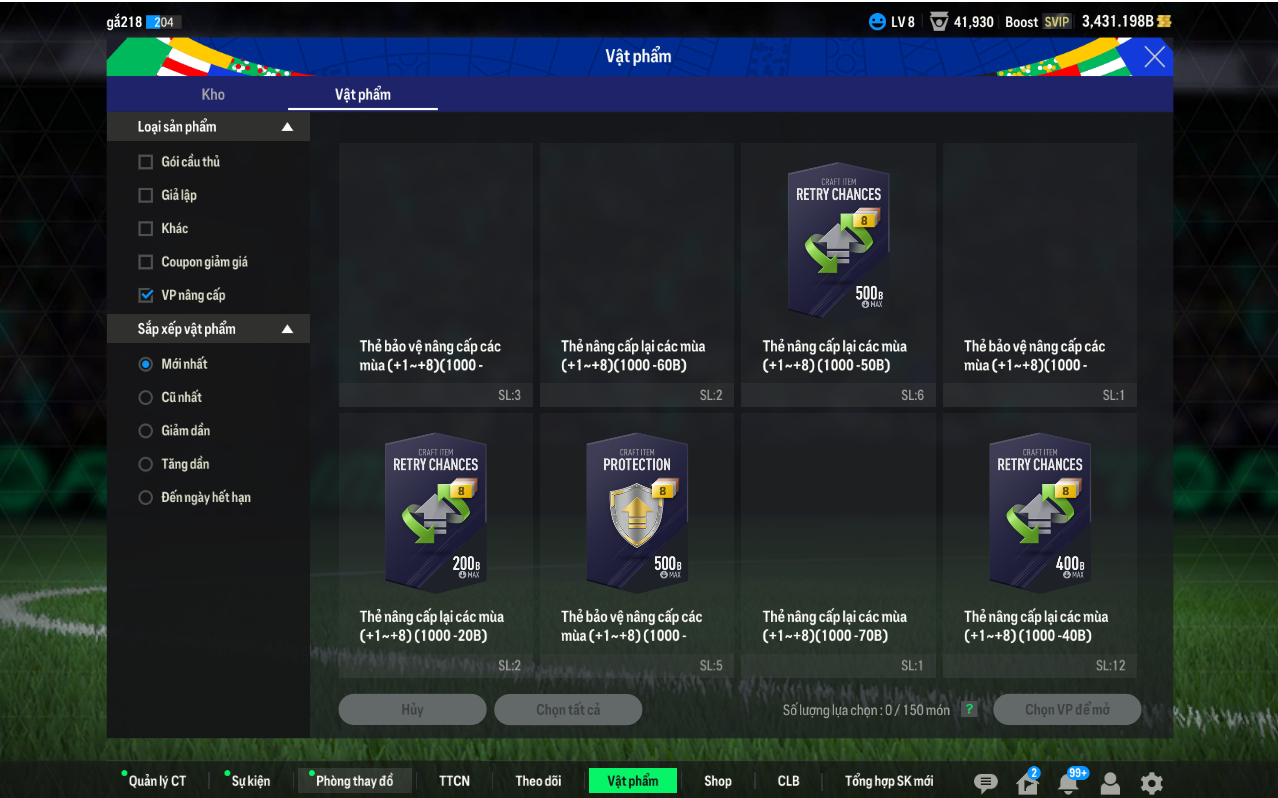 gắ218 204
LV 8 41,930 Boost SVIP 3,431.198B
Vật phẩm
Kho
Vật phẩm
Loại sản phẩm
Gói cầu thủ
Giả lập
Khác
Coupon giảm giá
VP nâng cấp
Sắp xếp vật phẩm
Mới nhất
Cũ nhất
Giảm dần
Tăng dần
Đến ngày hết hạn
Thẻ bảo vệ nâng cấp các
mùa (+1~+8)(1000 -
SL:3
Thẻ nâng cấp lại các mùa
(+1~+8)(1000 -60B)
SL:2
CRAFT ITEM
RETRY CHANCES
8
500B
MAX
Thẻ nâng cấp lại các mùa
(+1~+8) (1000 -50B)
SL:6
Thẻ bảo vệ nâng cấp các
mùa (+1~+8)(1000 -
SL:1
CRAFT ITEM
RETRY CHANCES
8
200B
MAX
Thẻ nâng cấp lại các mùa
(+1~+8) (1000 -20B)
SL:2
CRAFT ITEM
PROTECTION
8
500B
MAX
Thẻ bảo vệ nâng cấp các
mùa (+1~+8) (1000 -
SL:5
Thẻ nâng cấp lại các mùa
(+1~+8)(1000 -70B)
SL:1
CRAFT ITEM
RETRY CHANCES
8
400B
MAX
Thẻ nâng cấp lại các mùa
(+1~+8) (1000 -40B)
SL:12
Hủy
Chọn tất cả
Số lượng lựa chọn : 0 / 150 món ?
Chọn VP để mở
Quản lý CT
Sự kiện
Phòng thay đồ
TTCN
Theo dõi
Vật phẩm
Shop
CLB
Tổng hợp SK mới
2
99+